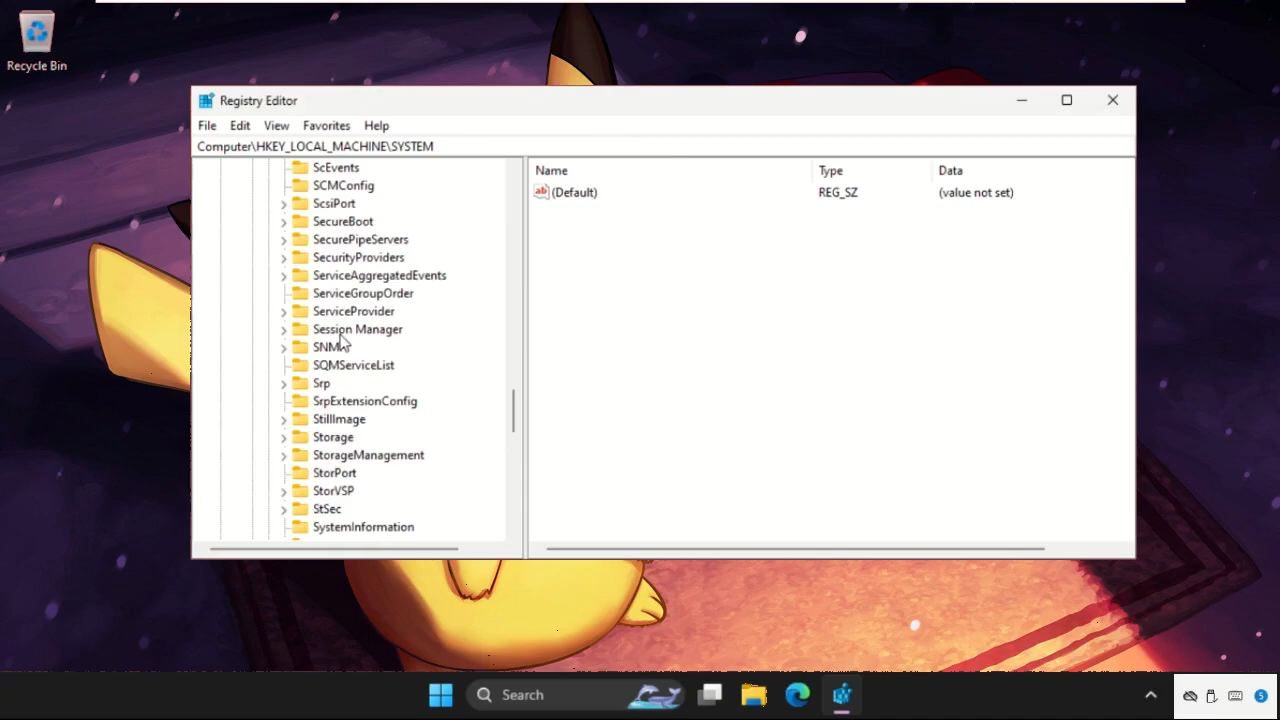 Recycle Bin
Registry Editor
File Edit View Favorites Help
Computer\HKEY_LOCAL_MACHINE\SYSTEM
ScEvents
SCMConfig
ScsiPort
SecureBoot
SecurePipeServers
SecurityProviders
ServiceAggregatedEvents
ServiceGroupOrder
ServiceProvider
Session Manager
SQMServiceList
Srp
SrpExtensionConfig
StillImage
Storage
StorageManagement
StorPort
StorVSP
StSec
SystemInformation
Name Type Data
ab (Default) REG_SZ (value not set)
Search
5